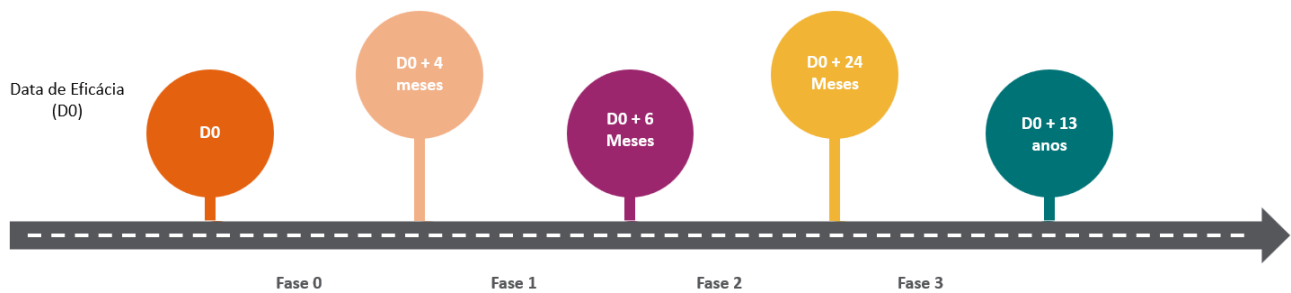 Data de Eficácia
(D0)
D0
D0 + 4
meses
D0 + 6
Meses
D0 + 24
Meses
D0 + 13
anos
Fase 0
Fase 1
Fase 2
Fase 3